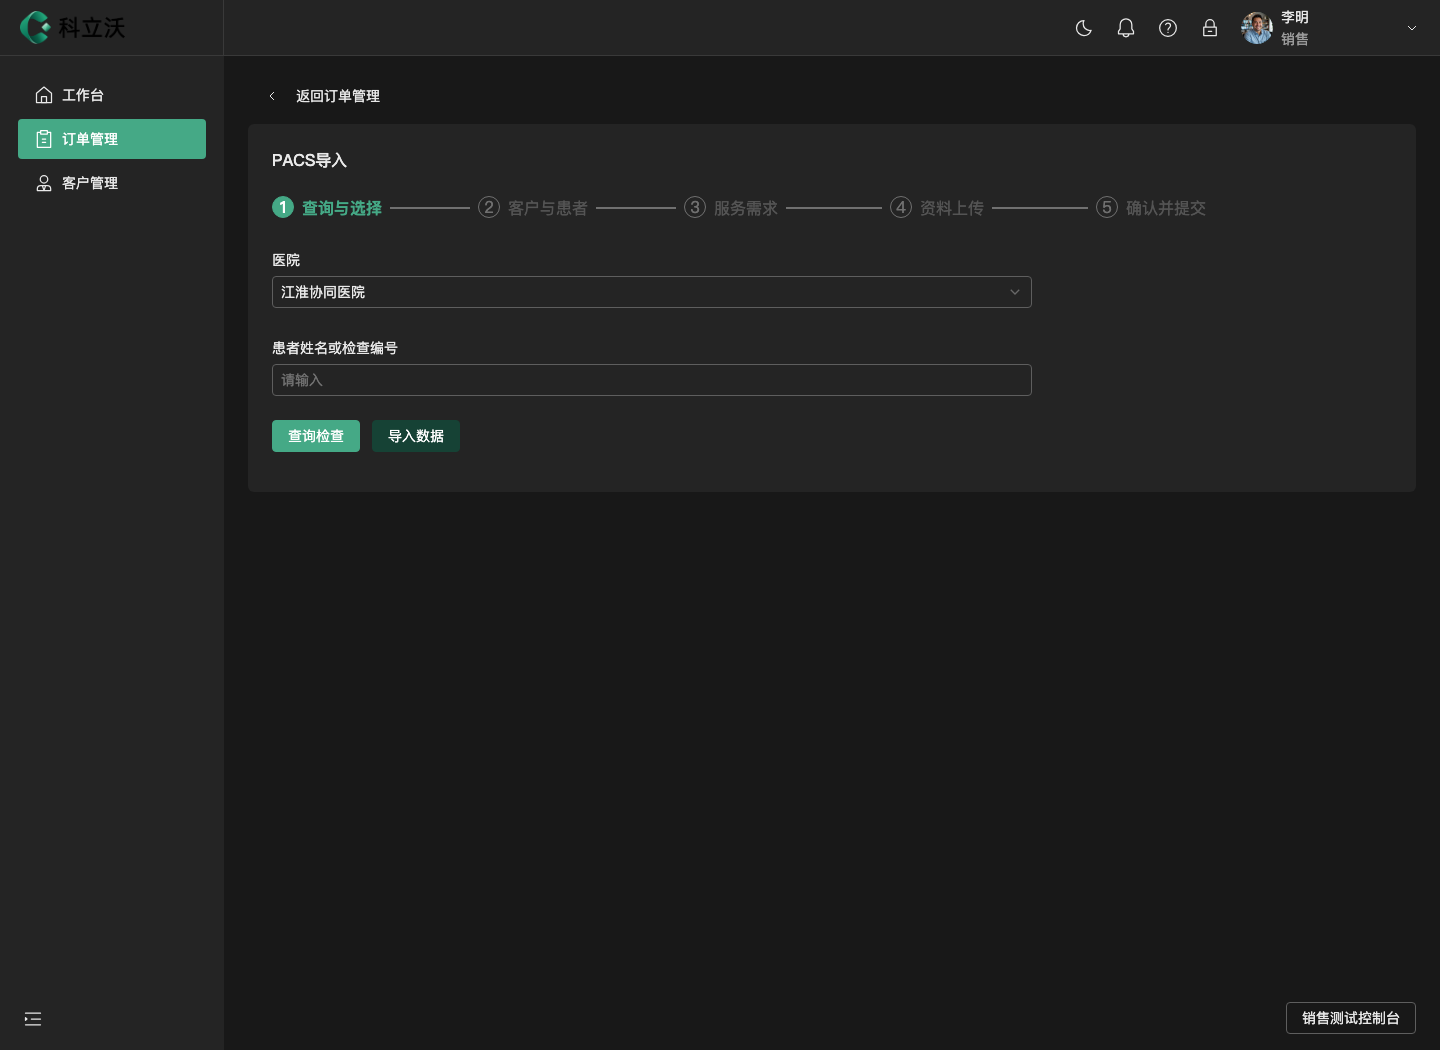 科立沃
李明
销售
工作台
订单管理
客户管理
返回订单管理
PACS导入
1 查询与选择
2 客户与患者
3 服务需求
4 资料上传
5 确认并提交
医院
江淮协同医院
患者姓名或检查编号
请输入
查询检查
导入数据
销售测试控制台